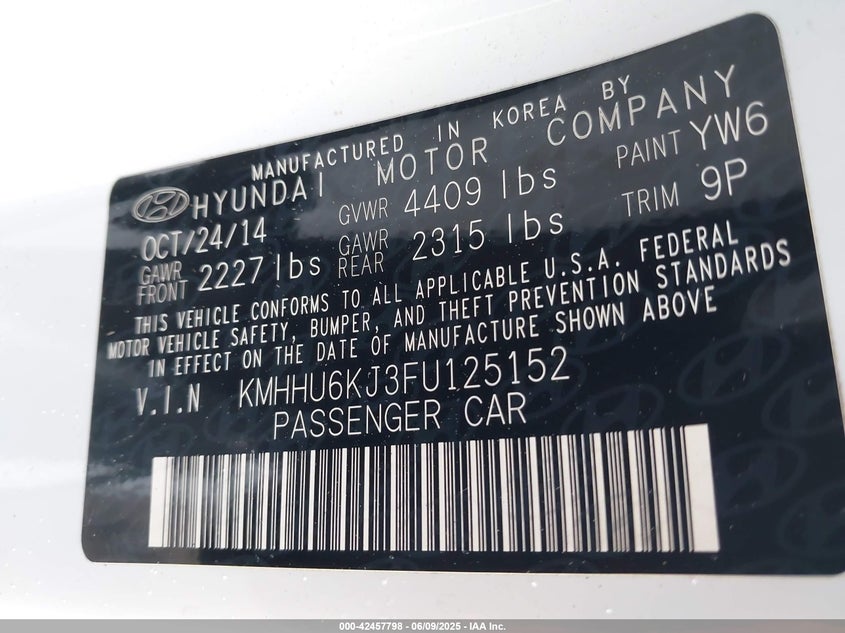 MANUFACTURED IN KOREA BY
HYUNDAI MOTOR COMPANY
OCT/24/14 GVWR 4409 lbs PAINT YW6
GAWR FRONT 2227 lbs GAWR REAR 2315 lbs TRIM 9P
THIS VEHICLE CONFORMS TO ALL APPLICABLE U.S.A. FEDERAL
MOTOR VEHICLE SAFETY, BUMPER, AND THEFT PREVENTION STANDARDS
IN EFFECT ON THE DATE OF MANUFACTURE SHOWN ABOVE
V.I.N KMHHU6KJ3FU125152
PASSENGER CAR
000-42457798 - 06/09/2025 - IAA Inc.